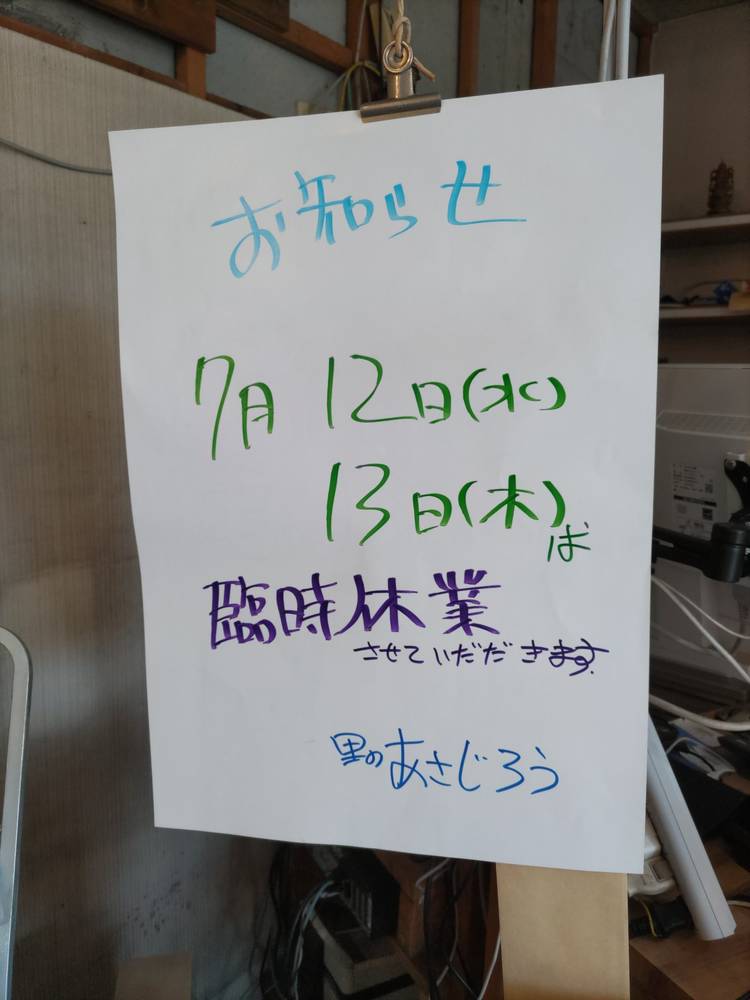 お知らせ
7月 12日(水)
13日(木)は
臨時休業
させていだだきます.
里のあさじろう